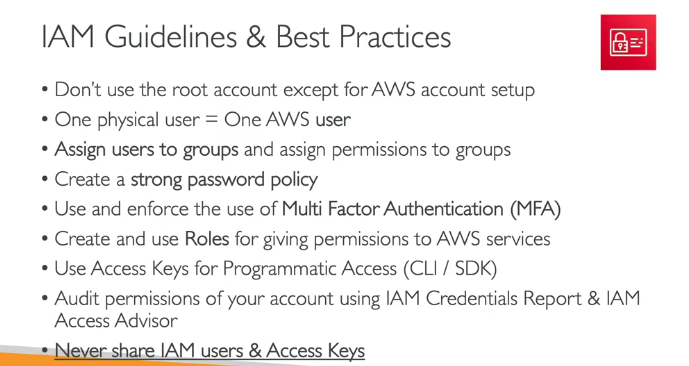 IAM Guidelines & Best Practices
• Don't use the root account except for AWS account setup
• One physical user = One AWS user
• Assign users to groups and assign permissions to groups
• Create a strong password policy
• Use and enforce the use of Multi Factor Authentication (MFA)
• Create and use Roles for giving permissions to AWS services
• Use Access Keys for Programmatic Access (CLI / SDK)
• Audit permissions of your account using IAM Credentials Report & IAM
Access Advisor
• Never share IAM users & Access Keys